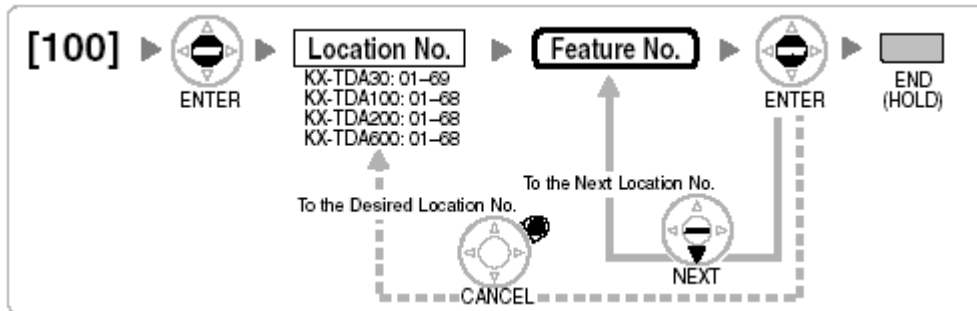 [100]
ENTER
Location No.
KX-TDA30: 01–69
KX-TDA100: 01–68
KX-TDA200: 01–68
KX-TDA600: 01–68
Feature No.
ENTER
END
(HOLD)
To the Next Location No.
To the Desired Location No.
NEXT
CANCEL